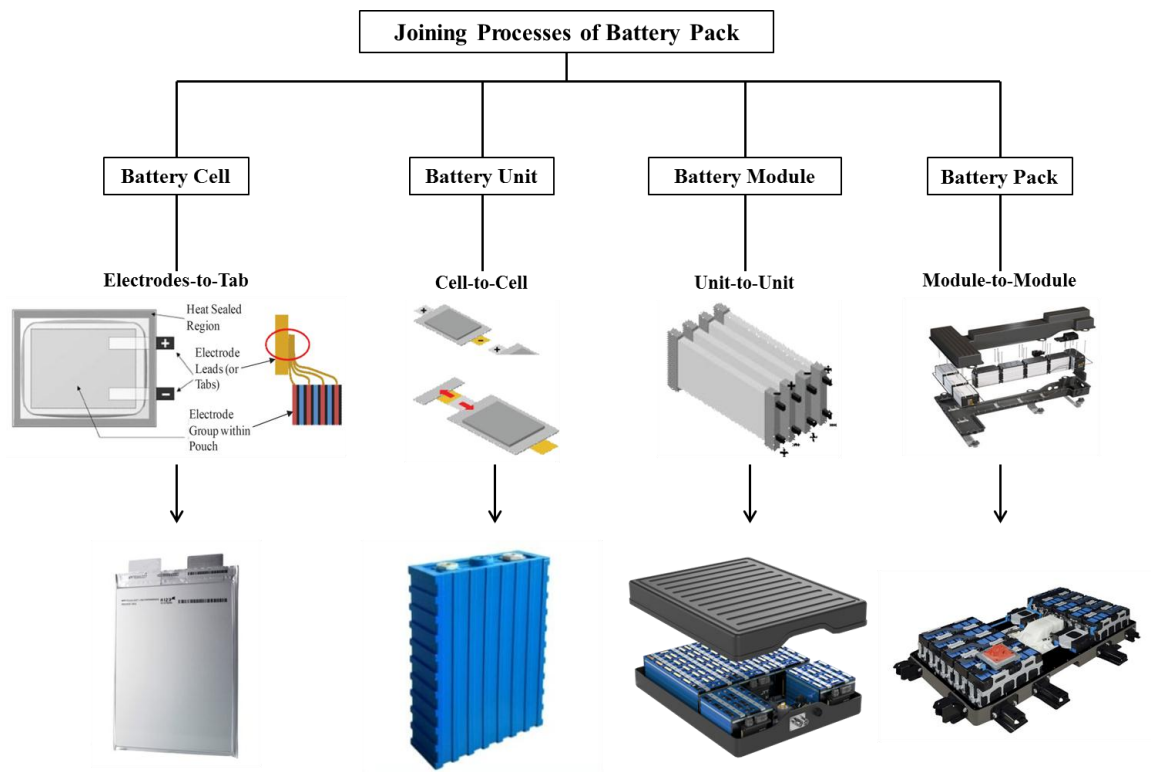 Joining Processes of Battery Pack
Battery Cell
Battery Unit
Battery Module
Battery Pack
Electrodes-to-Tab
Cell-to-Cell
Unit-to-Unit
Module-to-Module
Heat Sealed
Region
Electrode
Leads (or
Tabs)
Electrode
Group within
Pouch
+
-
A123